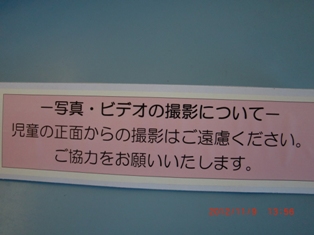 ー写真・ビデオの撮影についてー
児童の正面からの撮影はご遠慮ください。
ご協力をお願いいたします。